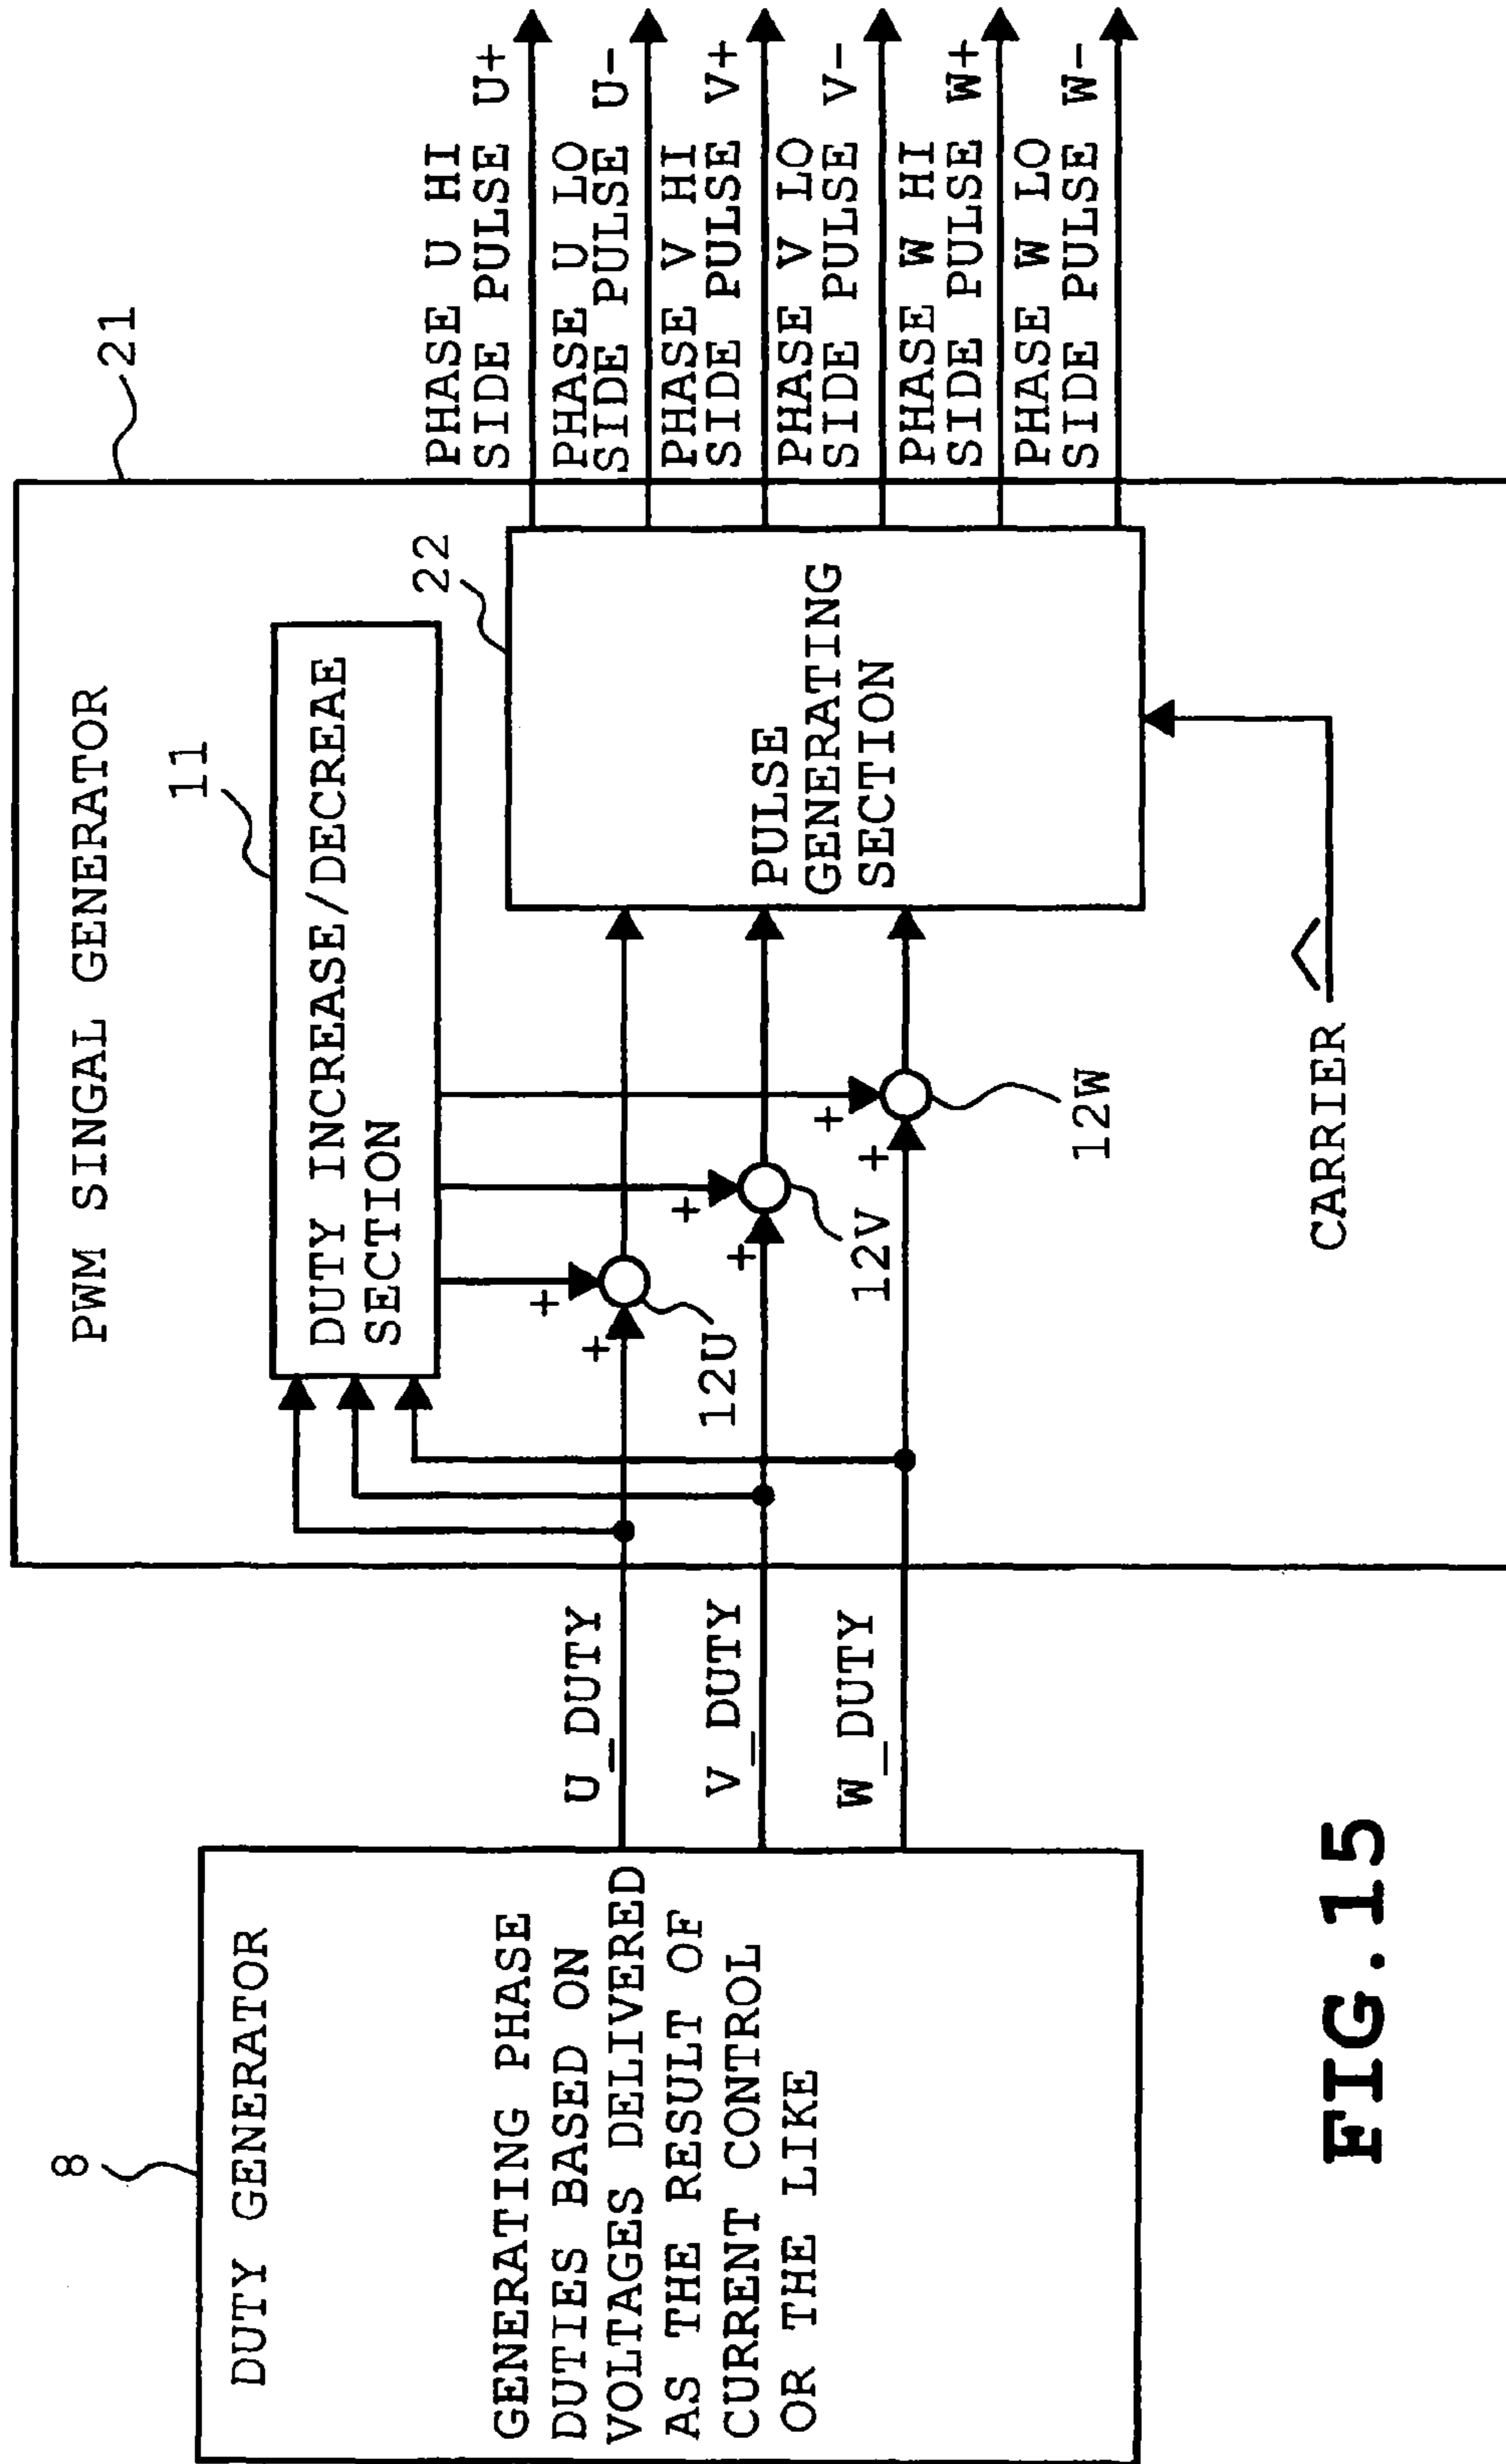 8
DUTY GENERATOR
GENERATING PHASE
DUTIES BASED ON
VOLTAGES DELIVERED
AS THE RESULT OF
CURRENT CONTROL
OR THE LIKE
U_DUTY
V_DUTY
W_DUTY
21
PWM SINGAL GENERATOR
11
DUTY INCREASE/DECREAE
SECTION
+
+
12U
+
+
12V
+
+
12W
22
PULSE
GENERATING
SECTION
CARRIER
PHASE U HI
SIDE PULSE U+
PHASE U LO
SIDE PULSE U-
PHASE V HI
SIDE PULSE V+
PHASE V LO
SIDE PULSE V-
PHASE W HI
SIDE PULSE W+
PHASE W LO
SIDE PULSE W-
FIG.15